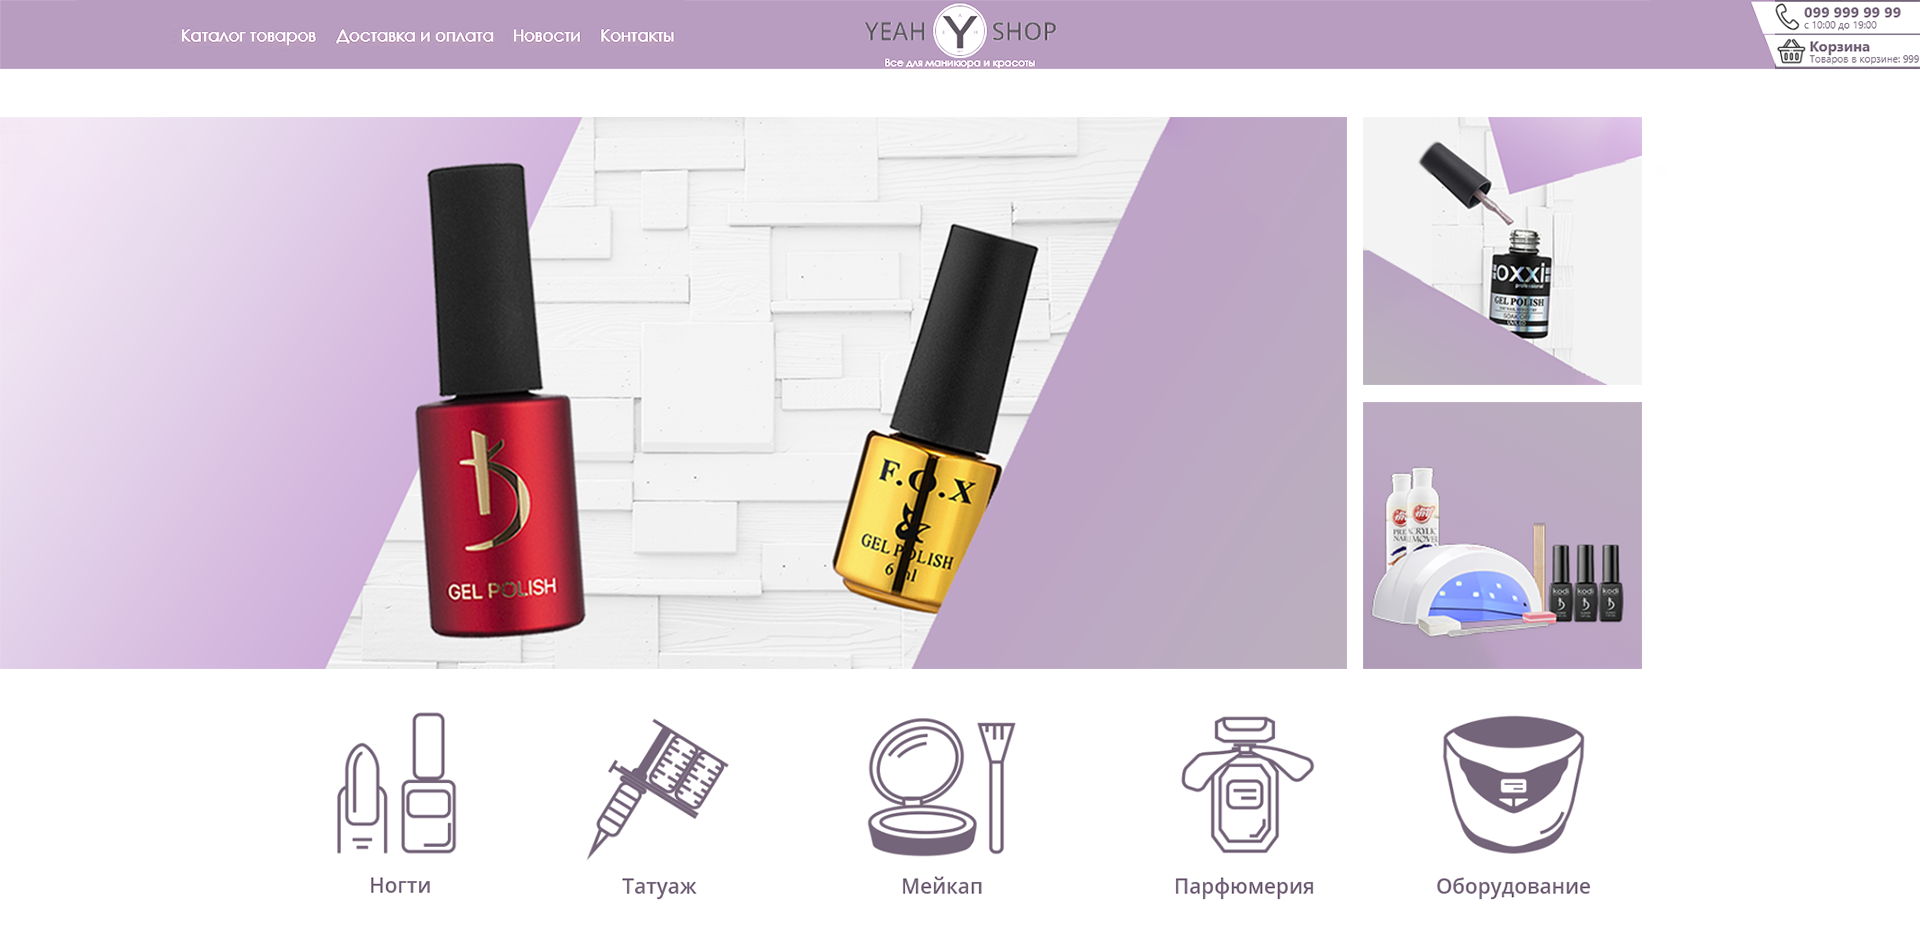 Каталог товаров
Доставка и оплата
Новости
Контакты
YEAH Y SHOP
Все для маникюра и красоты
099 999 99 99
с 10:00 до 19:00
Корзина
Товаров в корзине: 999
GEL POLISH
F.O.X
&
GEL POLISH
6 ml
OXXI
professional
GEL POLISH
SOAK OFF
kodi
kodi
kodi
Ногти
Татуаж
Мейкап
Парфюмерия
Оборудование